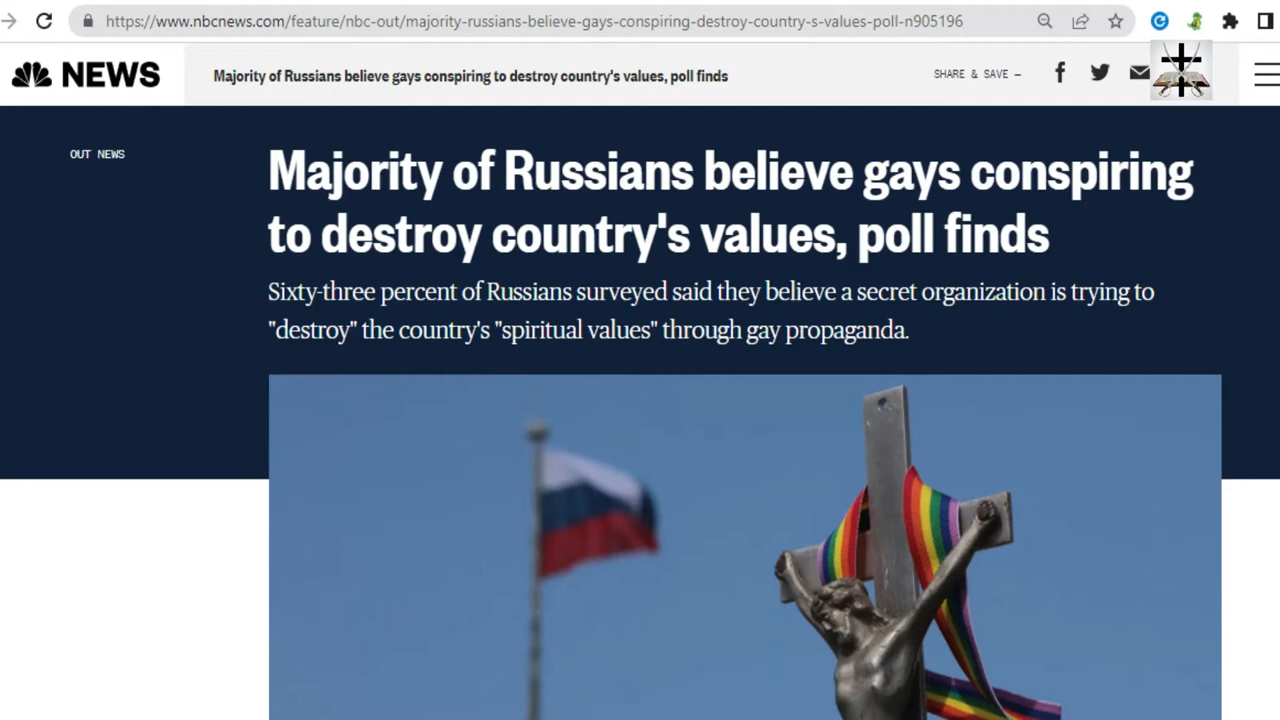 https://www.nbcnews.com/feature/nbc-out/majority-russians-believe-gays-conspiring-destroy-country-s-values-poll-n905196
NEWS
Majority of Russians believe gays conspiring to destroy country's values, poll finds
SHARE & SAVE —
OUT NEWS
Majority of Russians believe gays conspiring
to destroy country's values, poll finds
Sixty-three percent of Russians surveyed said they believe a secret organization is trying to
"destroy" the country's "spiritual values" through gay propaganda.